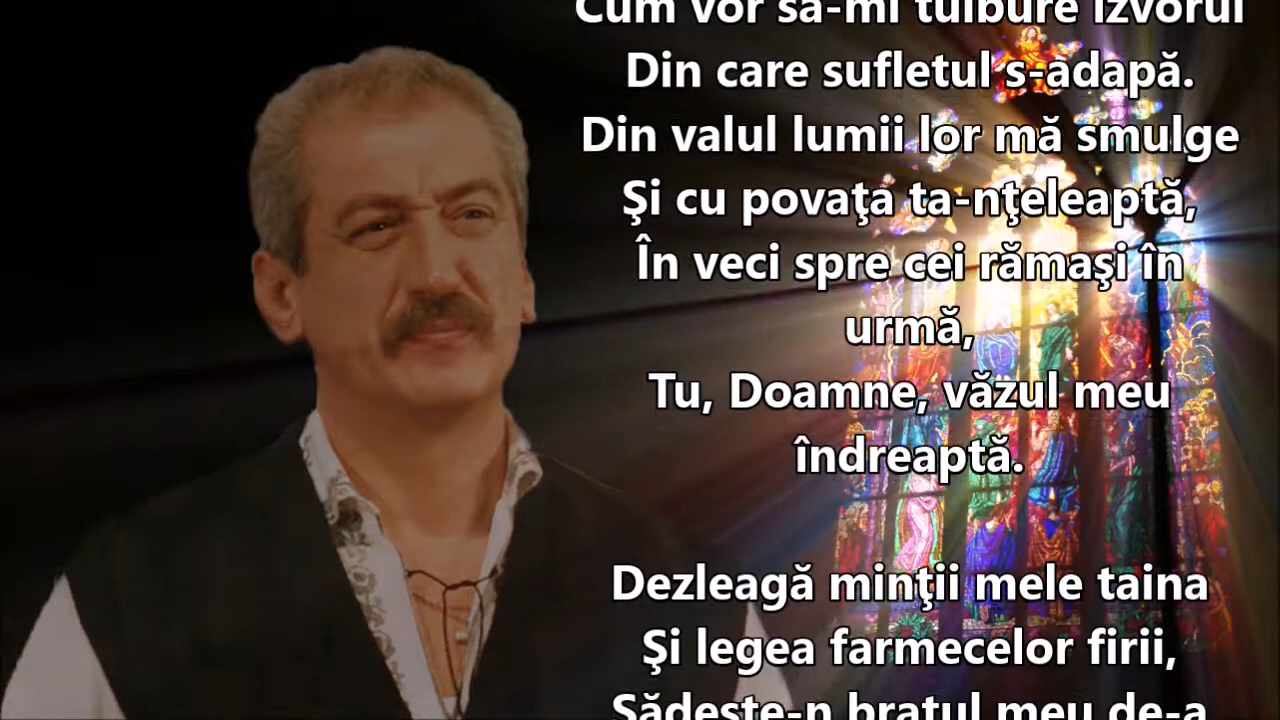 Cum vor să-mi tulbure izvorul
Din care sufletul s-adapă.
Din valul lumii lor mă smulge
Şi cu povaţa ta-nţeleaptă,
În veci spre cei rămaşi în
urmă,
Tu, Doamne, văzul meu
îndreaptă.
Dezleagă minţii mele taina
Şi legea farmecelor firii,
Sădeşte-n braţul meu de-a